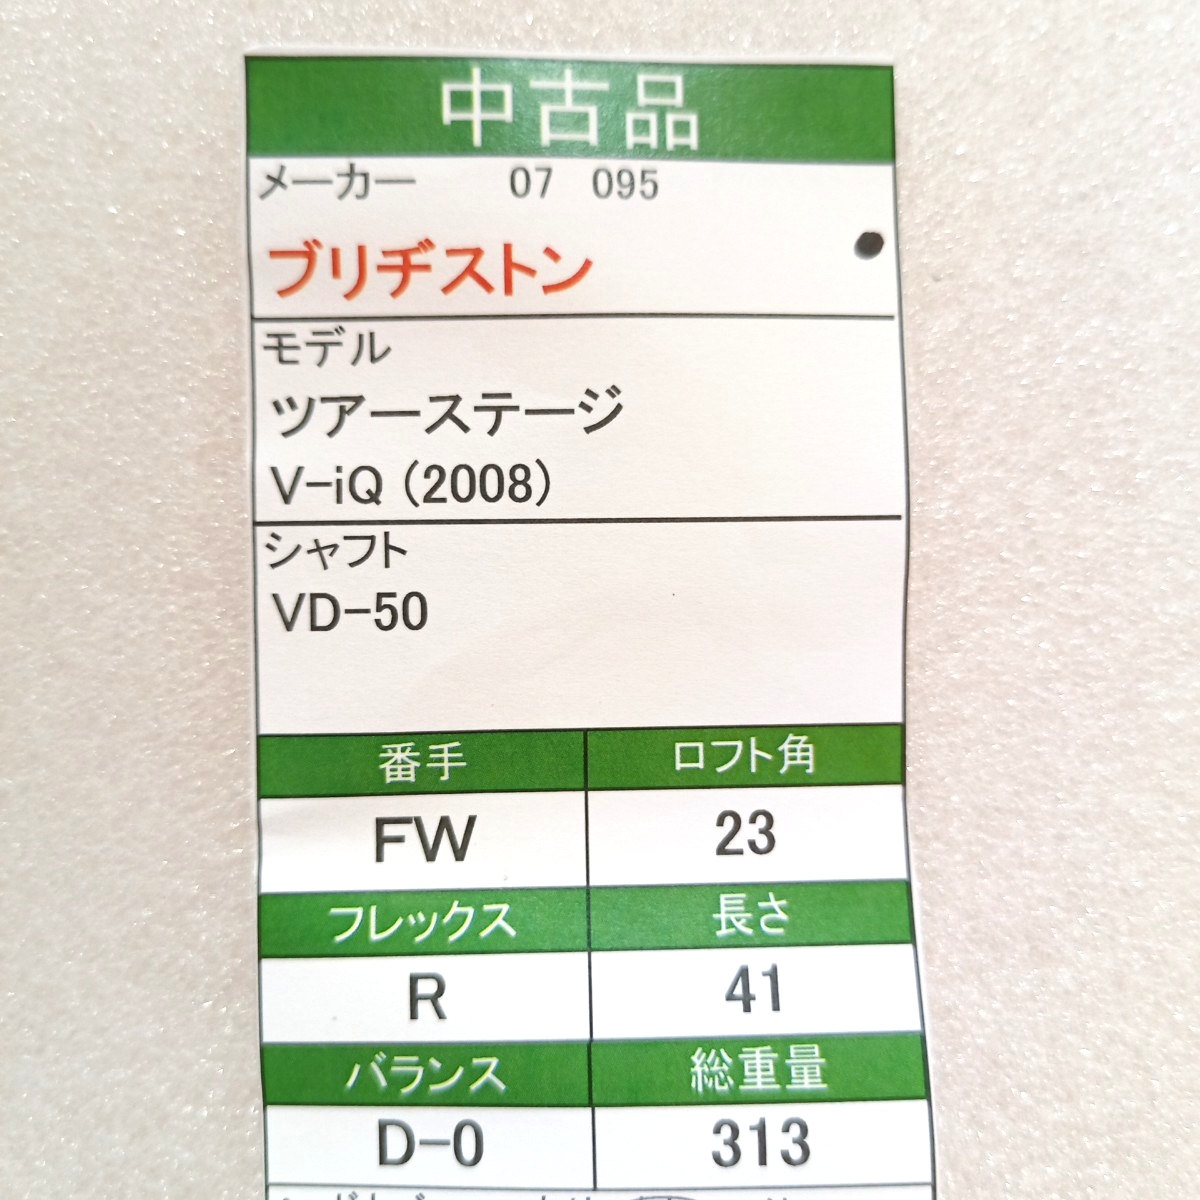 中古品
メーカー 07 095
ブリヂストン
モデル
ツアーステージ
V-iQ (2008)
シャフト
VD-50
番手 ロフト角
FW 23
フレックス 長さ
R 41
バランス 総重量
D-0 313